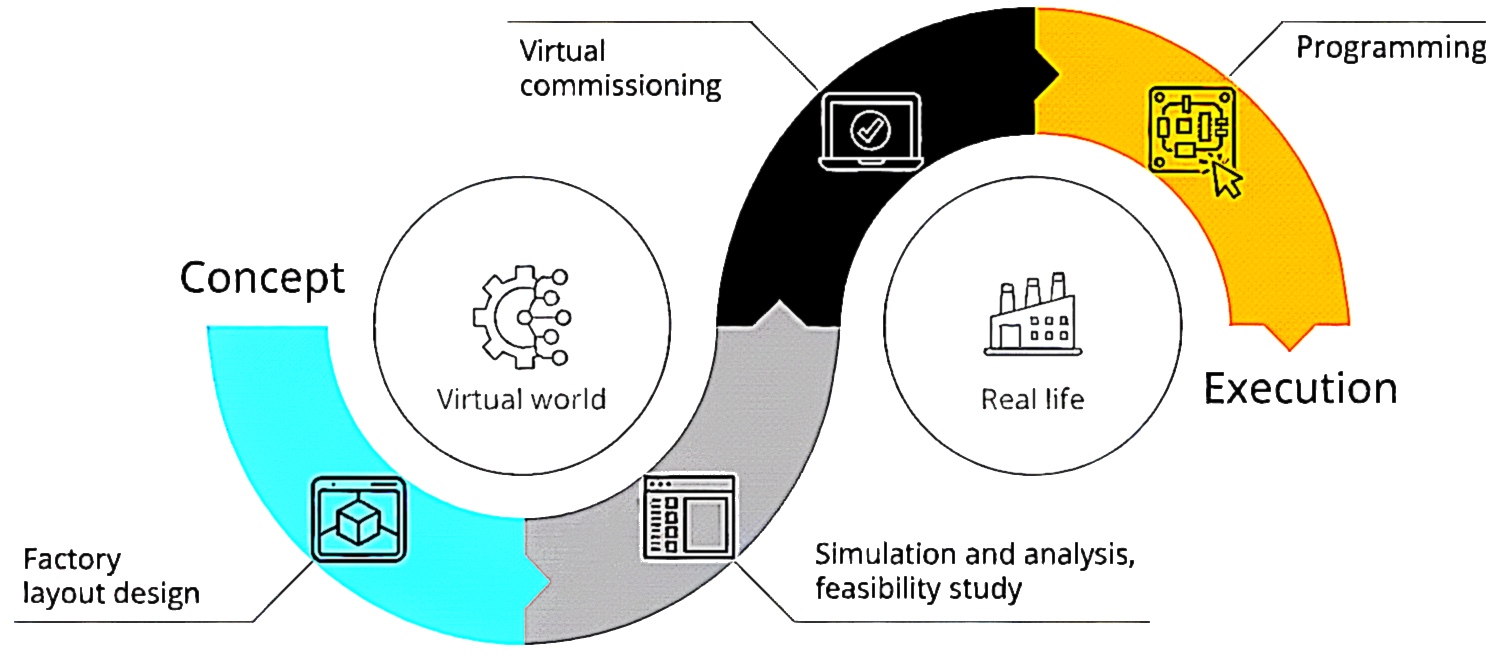 Virtual
commissioning
Programming
Concept
Virtual world
Real life
Execution
Factory
layout design
Simulation and analysis,
feasibility study